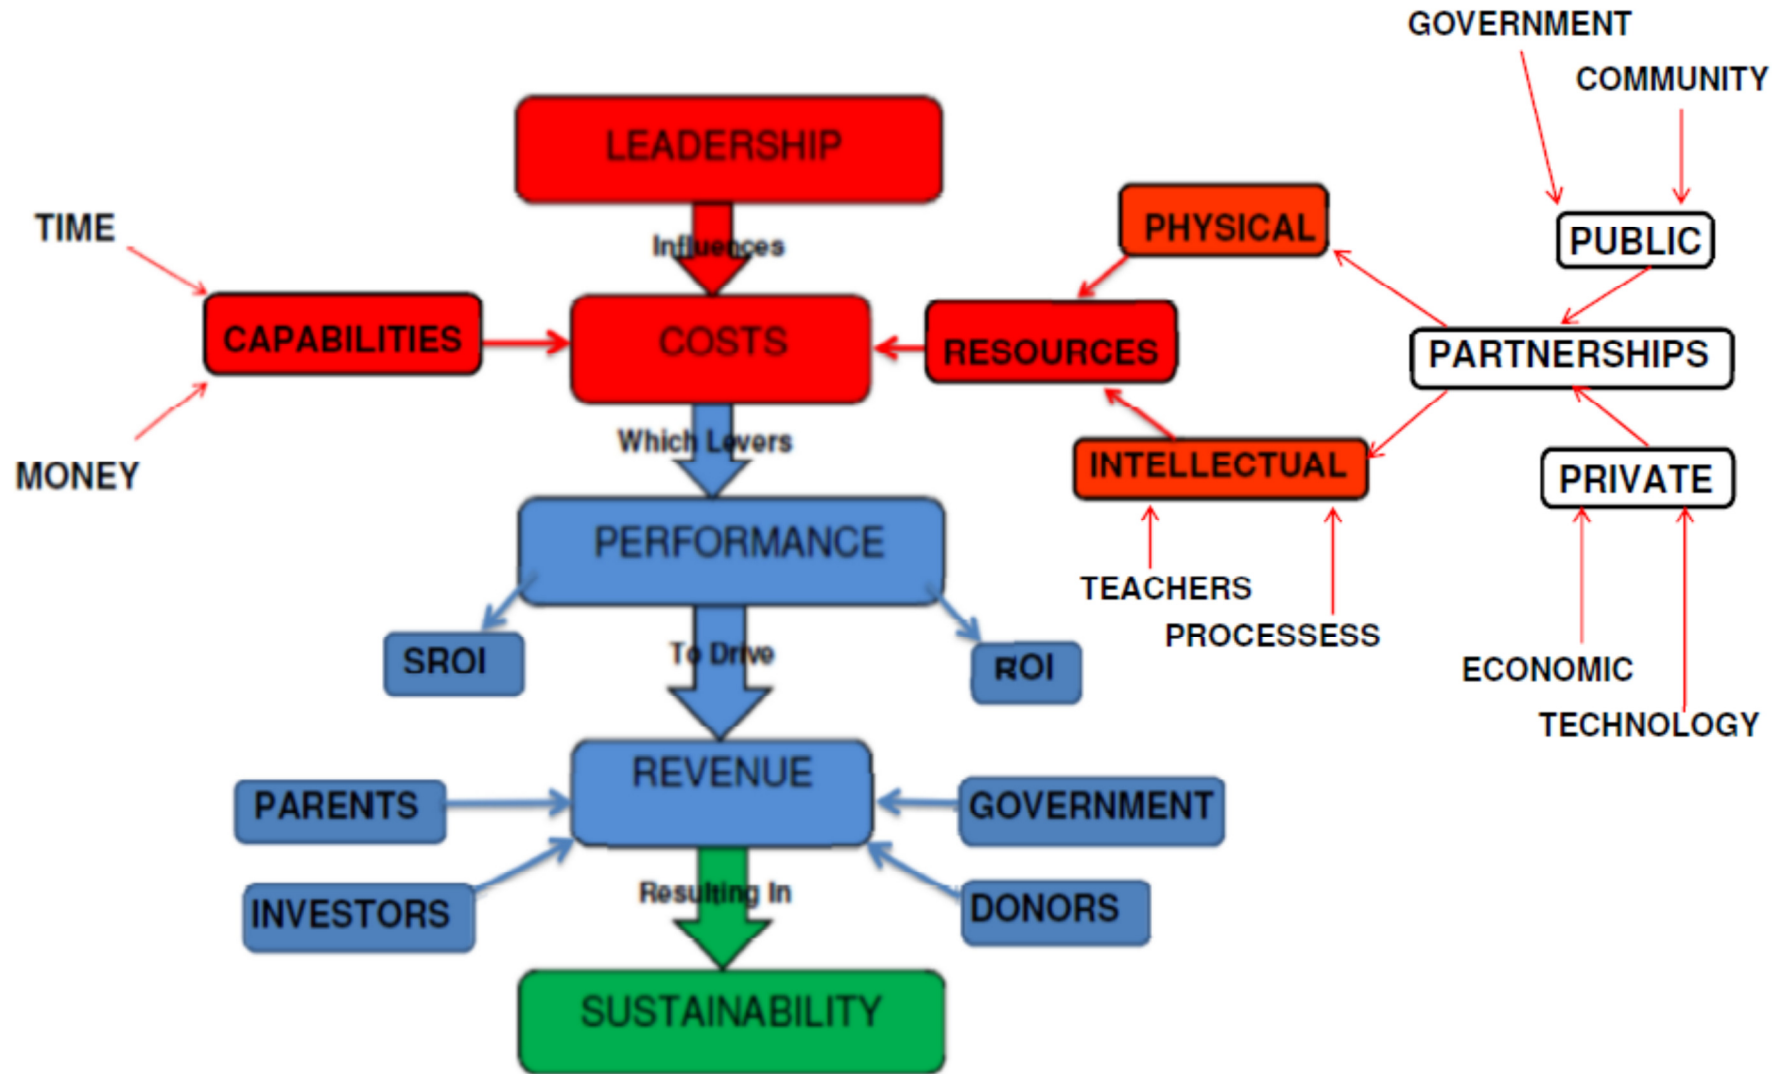 GOVERNMENT
COMMUNITY
LEADERSHIP
TIME
PHYSICAL
PUBLIC
Influences
CAPABILITIES
COSTS
RESOURCES
PARTNERSHIPS
Which Levers
MONEY
INTELLECTUAL
PRIVATE
PERFORMANCE
TEACHERS
PROCESSESS
SROI
To Drive
ROI
ECONOMIC
TECHNOLOGY
REVENUE
PARENTS
GOVERNMENT
INVESTORS
Resulting In
DONORS
SUSTAINABILITY